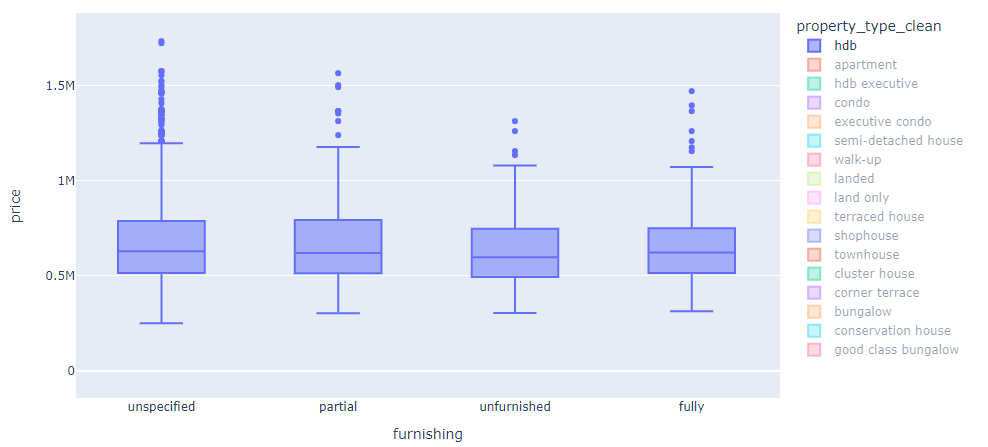 property_type_clean
hdb
apartment
hdb executive
condo
executive condo
semi-detached house
walk-up
landed
land only
terraced house
shophouse
townhouse
cluster house
corner terrace
bungalow
conservation house
good class bungalow
price
1.5M
1M
0.5M
0
unspecified
partial
unfurnished
fully
furnishing